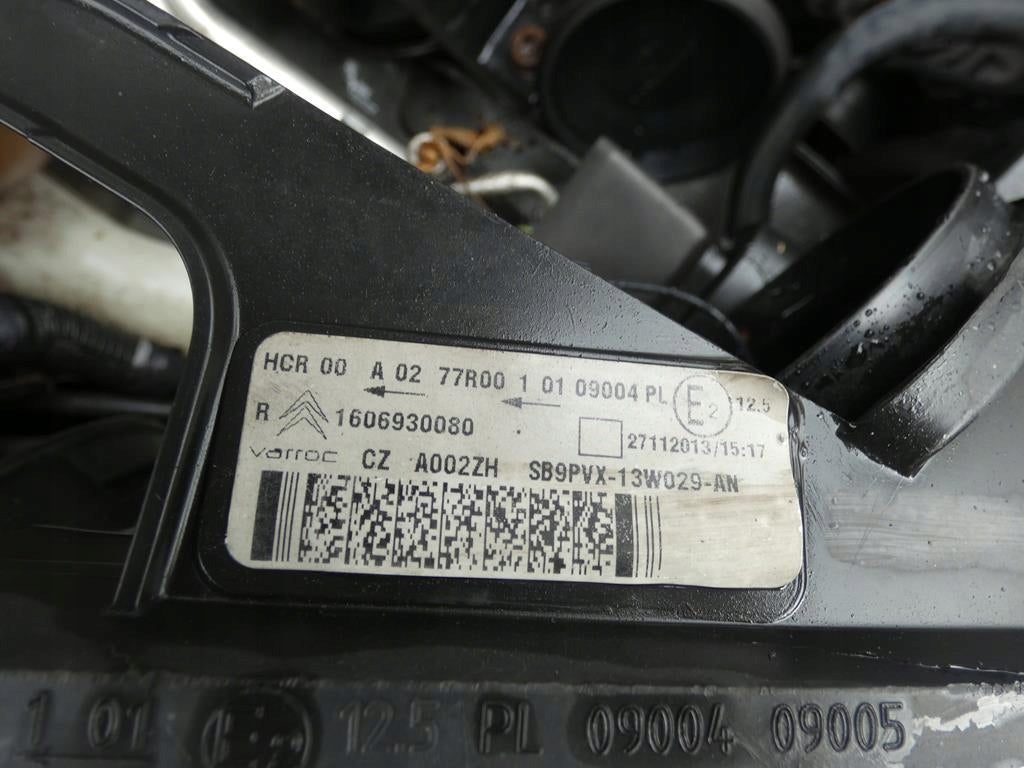 HCR 00 A 02 77R00 1 01 09004 PL E2 12.5
R 1606930080 27112013/15:17
varroc CZ A002ZH SB9PVX-13W029-AN
1 01 12.5 PL 09004 09005